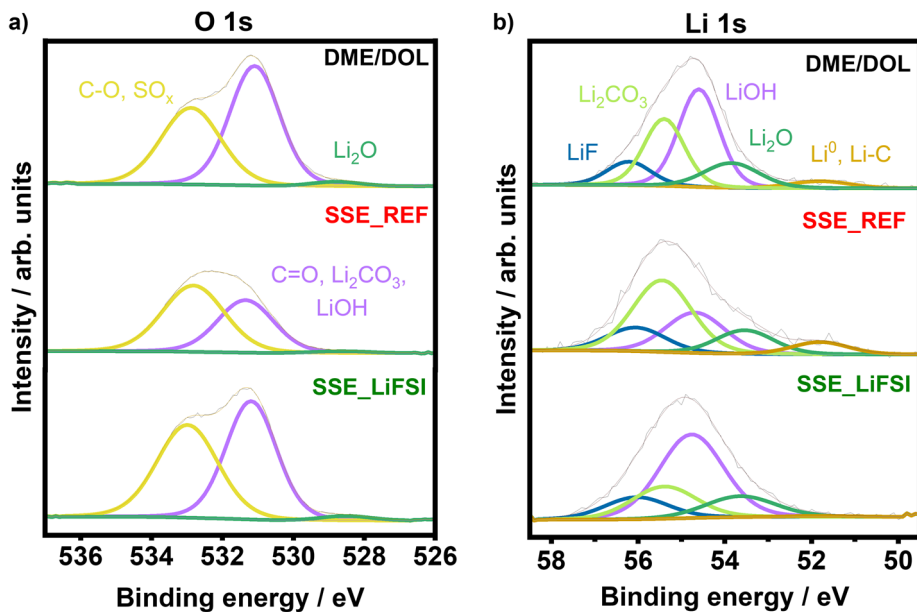 a)
O 1s
DME/DOL
C-O, SOₓ
Li₂O
SSE_REF
C=O, Li₂CO₃,
LiOH
SSE_LiFSI
Intensity / arb. units
536 534 532 530 528 526
Binding energy / eV
b)
Li 1s
DME/DOL
Li₂CO₃
LiOH
LiF
Li₂O
Li⁰, Li-C
SSE_REF
SSE_LiFSI
Intensity / arb. units
58 56 54 52 50
Binding energy / eV